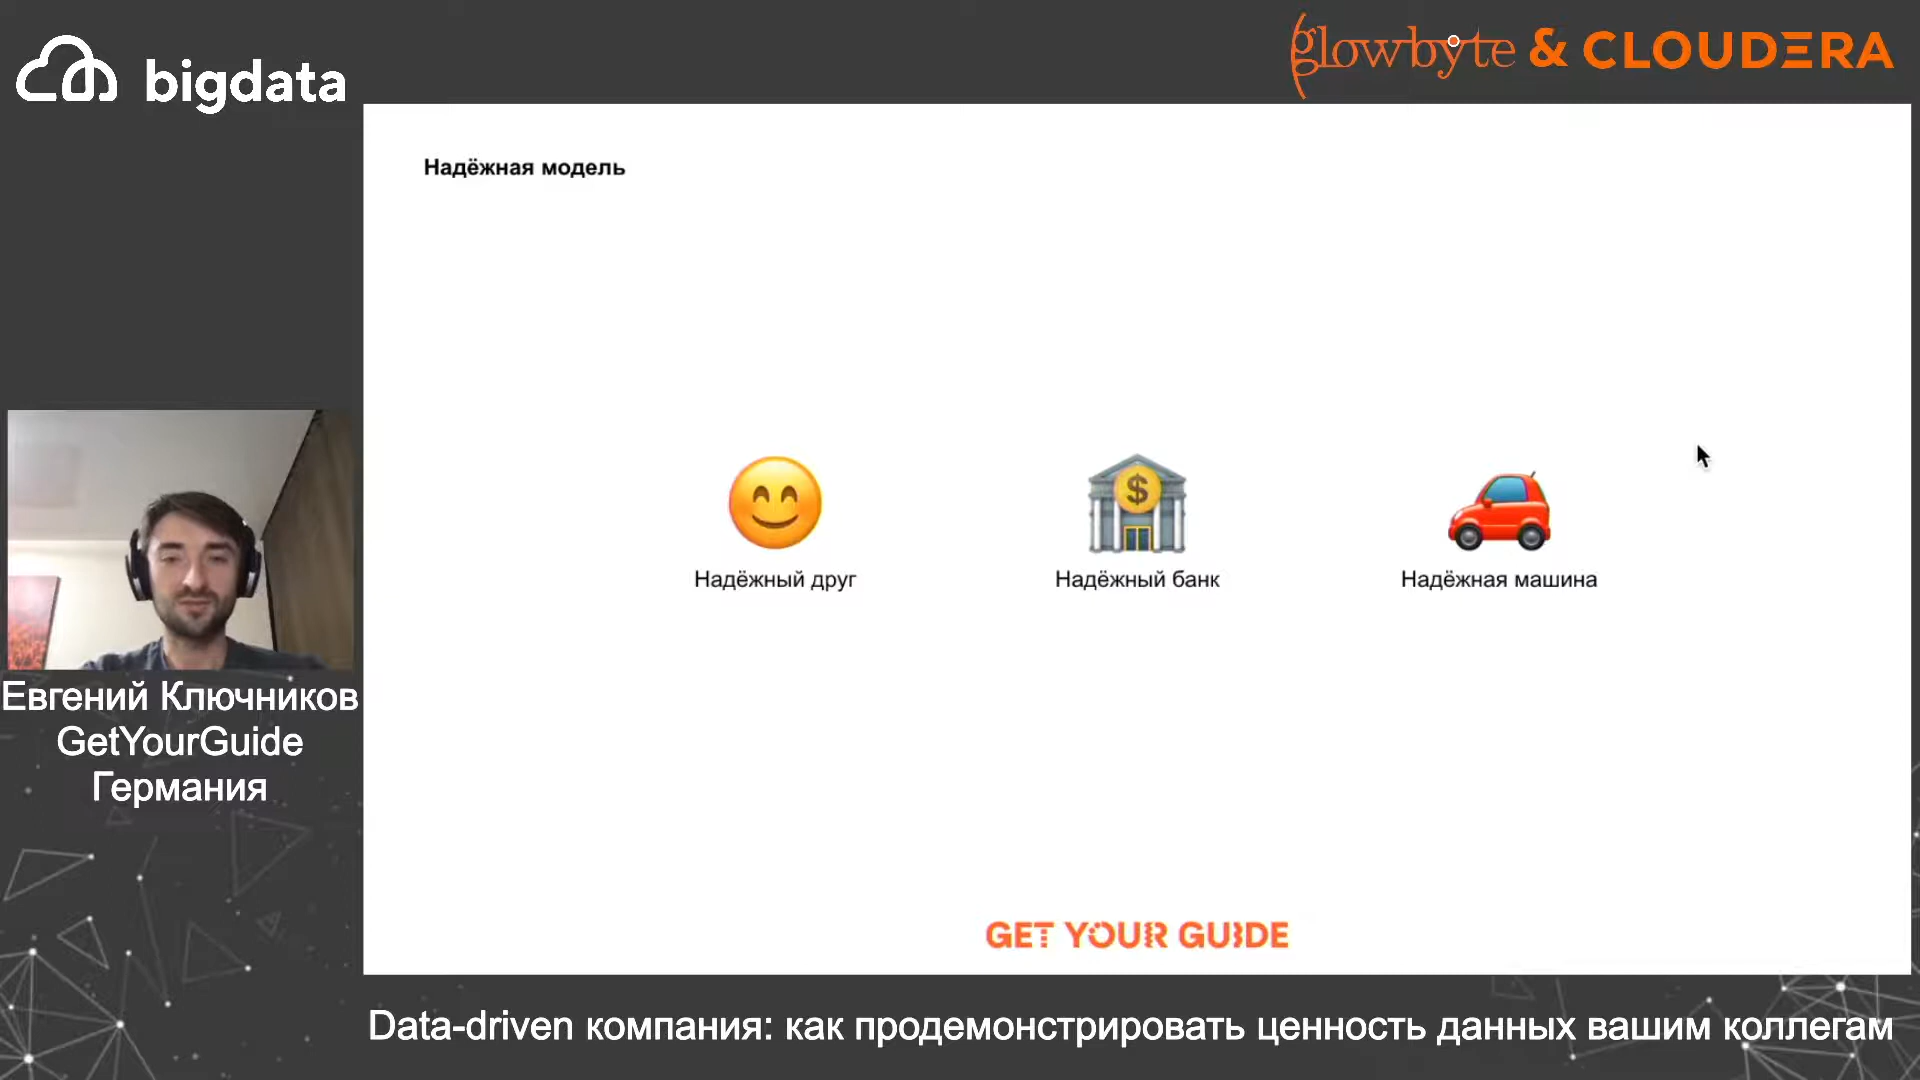 bigdata
glowbyte & CLOUDERA
Надёжная модель
$
Надёжный друг
Надёжный банк
Надёжная машина
Евгений Ключников
GetYourGuide
Германия
GET YOUR GUIDE
Data-driven компания: как продемонстрировать ценность данных вашим коллегам